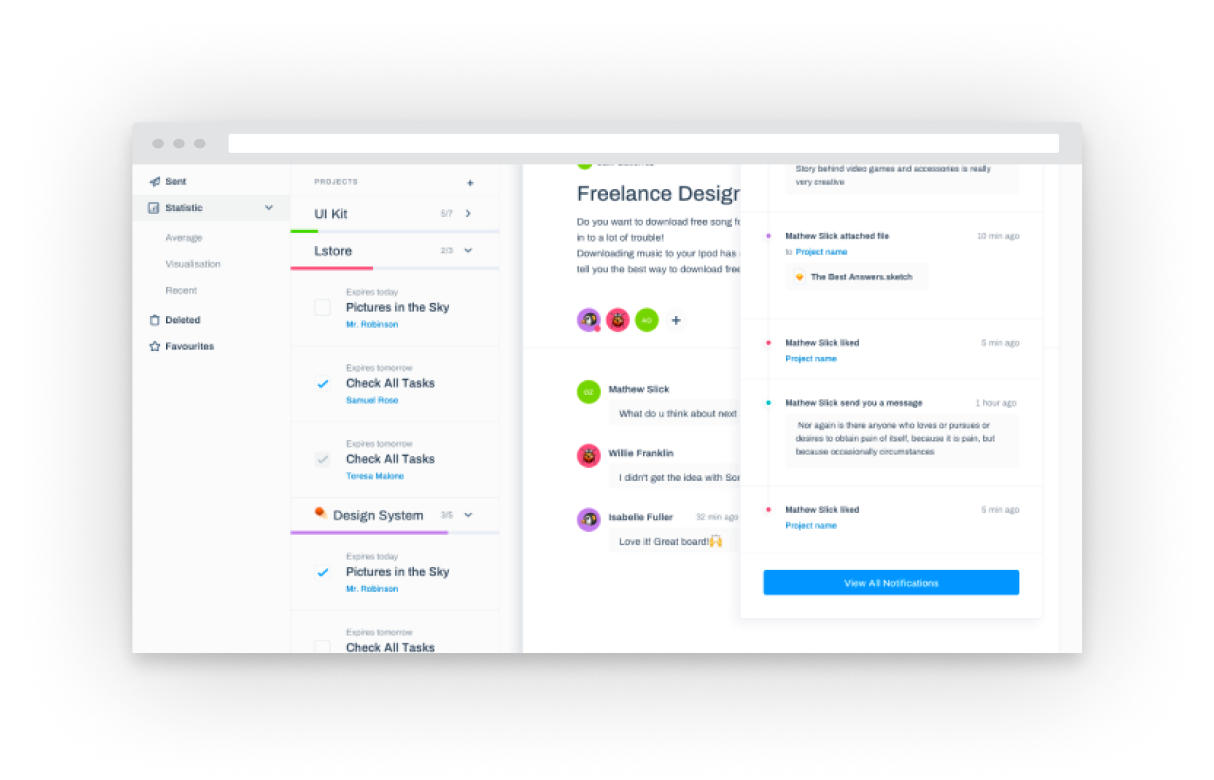 Sent
Statistic
Average
Visualisation
Recent
Deleted
Favourites
PROJECTS +
UI Kit 5/7
Lstore 2/3
Expires today
Pictures in the Sky
Mr. Robinson
Expires tomorrow
Check All Tasks
Samuel Rose
Expires tomorrow
Check All Tasks
Teresa Malone
Design System 3/5
Expires today
Pictures in the Sky
Mr. Robinson
Expires tomorrow
Check All Tasks
Freelance Design
Do you want to download free song
in to a lot of trouble!
Downloading music to your Ipod has
tell you the best way to download free
AO
+
OZ
Mathew Slick
What do u think about next
Willie Franklin
I didn't get the idea with
Isabelle Fuller 32 min ago
Love it! Great board!🙌
Story behind video games and accessories is really
very creative
Mathew Slick attached file 10 min ago
to Project name
The Best Answers.sketch
Mathew Slick liked 5 min ago
Project name
Mathew Slick send you a message 1 hour ago
Nor again is there anyone who loves or pursues or
desires to obtain pain of itself, because it is pain, but
because occasionally circumstances
Mathew Slick liked 5 min ago
Project name
View All Notifications